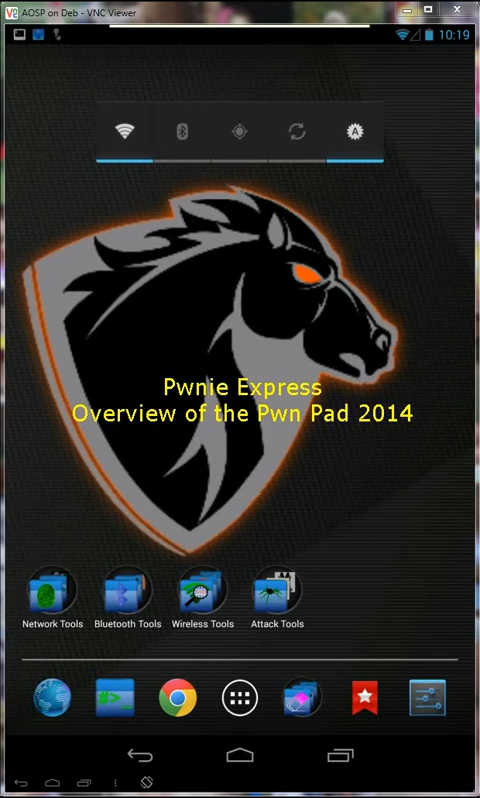 AOSP on Deb - VNC Viewer
10:19
Pwnie Express
Overview of the Pwn Pad 2014
Network Tools
Bluetooth Tools
Wireless Tools
Attack Tools